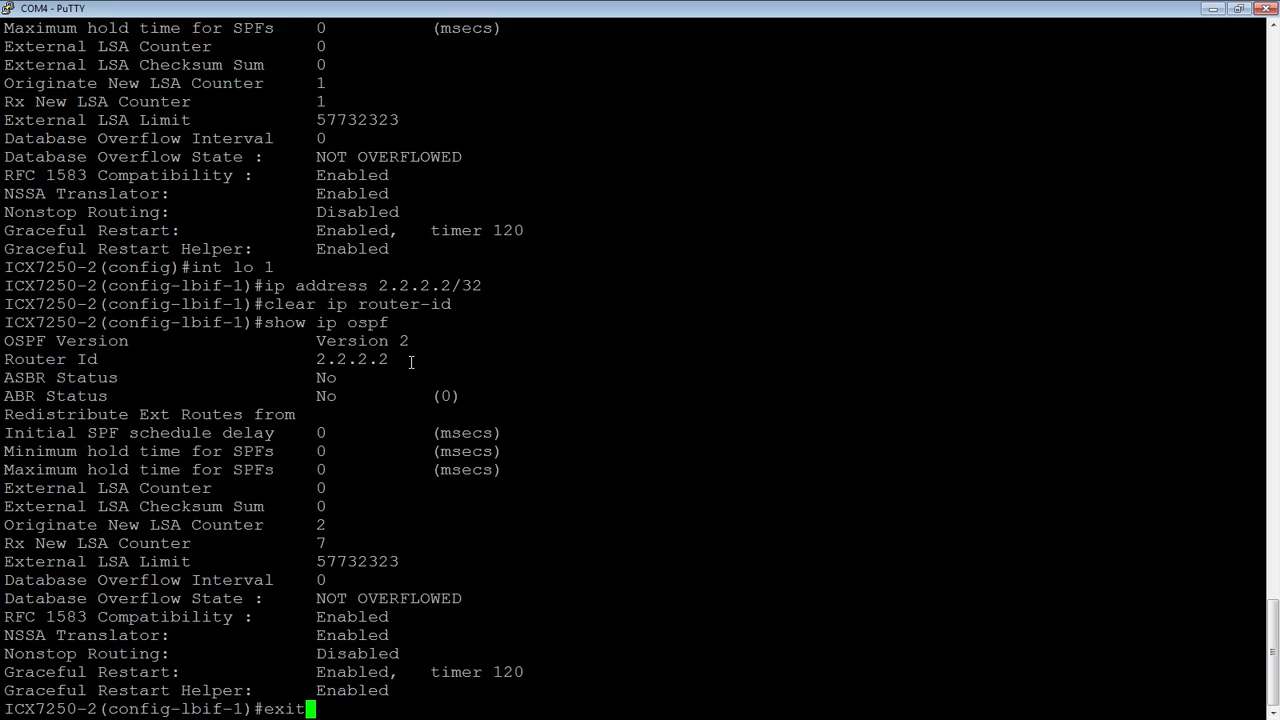 COM4 - PuTTY
Maximum hold time for SPFs 0 (msecs)
External LSA Counter 0
External LSA Checksum Sum 0
Originate New LSA Counter 1
Rx New LSA Counter 1
External LSA Limit 57732323
Database Overflow Interval 0
Database Overflow State : NOT OVERFLOWED
RFC 1583 Compatibility : Enabled
NSSA Translator: Enabled
Nonstop Routing: Disabled
Graceful Restart: Enabled, timer 120
Graceful Restart Helper: Enabled
ICX7250-2(config)#int lo 1
ICX7250-2(config-lbif-1)#ip address 2.2.2.2/32
ICX7250-2(config-lbif-1)#clear ip router-id
ICX7250-2(config-lbif-1)#show ip ospf
OSPF Version Version 2
Router Id 2.2.2.2
ASBR Status No
ABR Status No (0)
Redistribute Ext Routes from
Initial SPF schedule delay 0 (msecs)
Minimum hold time for SPFs 0 (msecs)
Maximum hold time for SPFs 0 (msecs)
External LSA Counter 0
External LSA Checksum Sum 0
Originate New LSA Counter 2
Rx New LSA Counter 7
External LSA Limit 57732323
Database Overflow Interval 0
Database Overflow State : NOT OVERFLOWED
RFC 1583 Compatibility : Enabled
NSSA Translator: Enabled
Nonstop Routing: Disabled
Graceful Restart: Enabled, timer 120
Graceful Restart Helper: Enabled
ICX7250-2(config-lbif-1)#exit